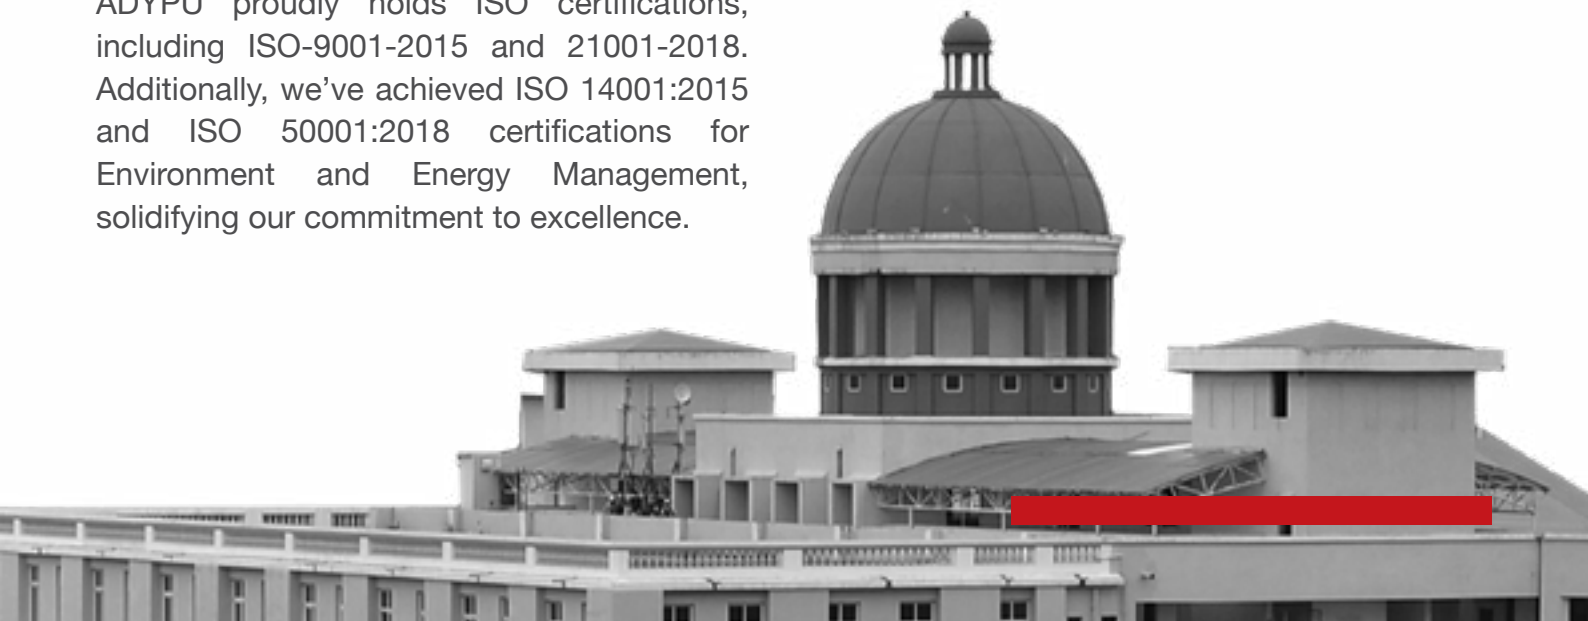 ADYPU proudly holds ISO certifications,
including ISO-9001-2015 and 21001-2018.
Additionally, we’ve achieved ISO 14001:2015
and ISO 50001:2018 certifications for
Environment and Energy Management,
solidifying our commitment to excellence.